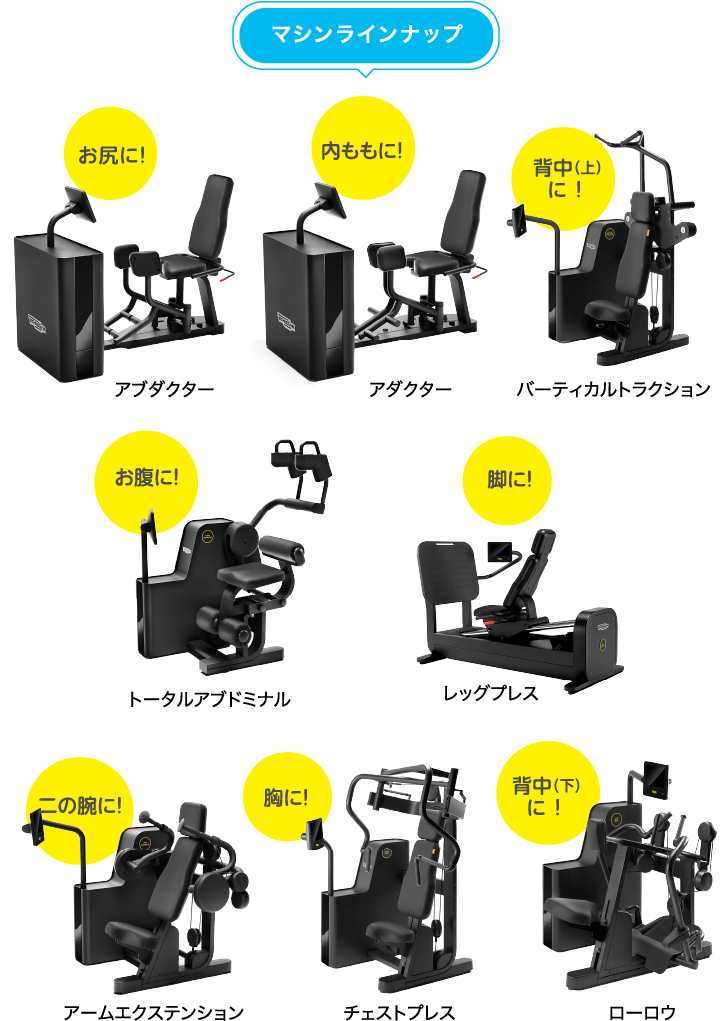 マシンラインナップ
お尻に!
内ももに!
背中(上)
に!
アブダクター
アダクター
バーティカルトラクション
お腹に!
脚に!
トータルアブドミナル
レッグプレス
二の腕に!
胸に!
背中(下)
に!
アームエクステンション
チェストプレス
ローロウ